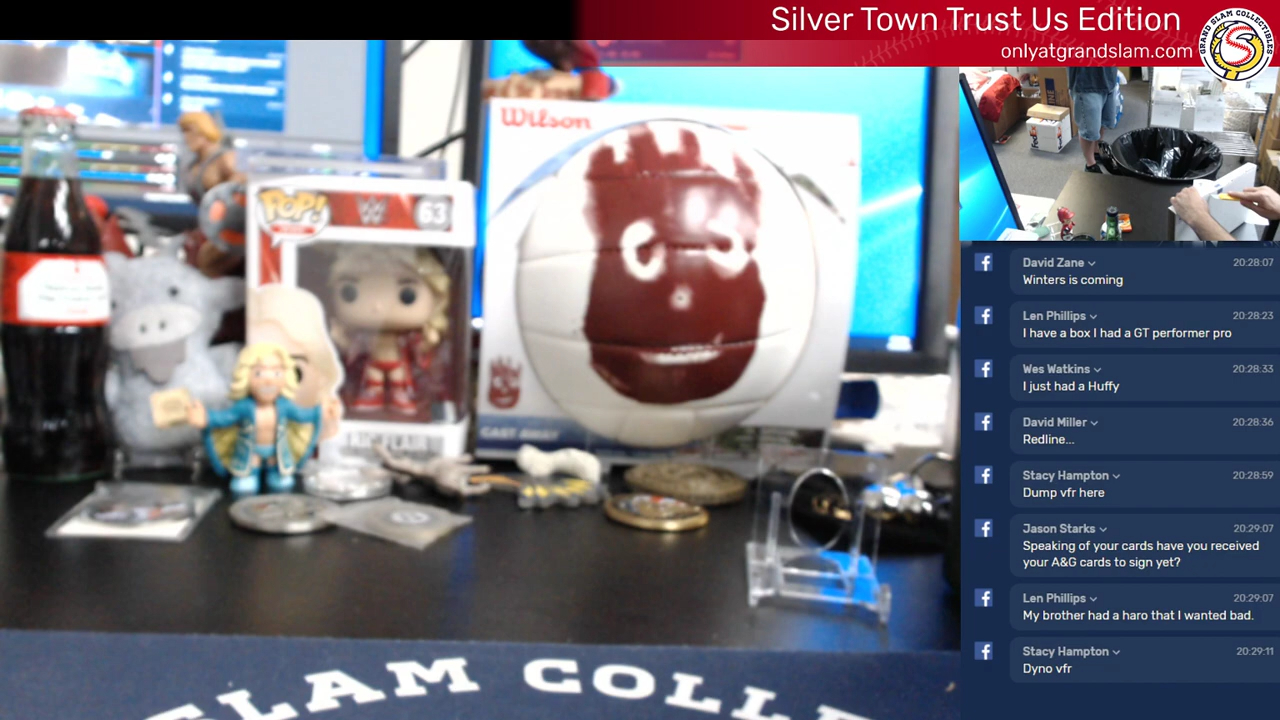 Silver Town Trust Us Edition
onlyatgrandslam.com
GRAND SLAM COLLECTIBLES
S
Wilson
POP!
W
63
RIC FLAIR
CAST AWAY
David Zane
20:28:07
Winters is coming
Len Phillips
20:28:23
I have a box I had a GT performer pro
Wes Watkins
20:28:33
I just had a Huffy
David Miller
20:28:36
Redline...
Stacy Hampton
20:28:59
Dump vfr here
Jason Starks
20:29:07
Speaking of your cards have you received
your A&G cards to sign yet?
Len Phillips
20:29:07
My brother had a haro that I wanted bad.
Stacy Hampton
20:29:11
Dyno vfr
SLAM COLLE